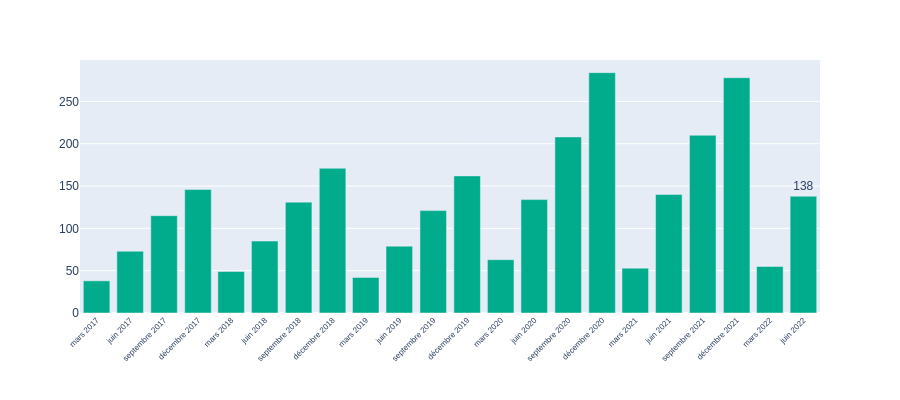 250
200
150
100
50
0
138
mars 2017
juin 2017
septembre 2017
décembre 2017
mars 2018
juin 2018
septembre 2018
décembre 2018
mars 2019
juin 2019
septembre 2019
décembre 2019
mars 2020
juin 2020
septembre 2020
décembre 2020
mars 2021
juin 2021
septembre 2021
décembre 2021
mars 2022
juin 2022